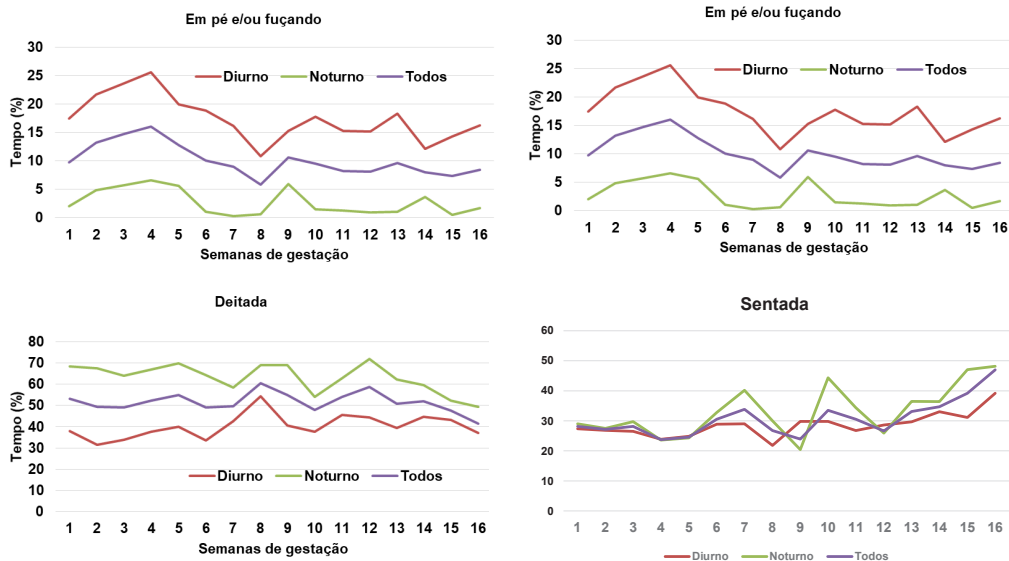 Em pé e/ou fuçando
30
25
20
15
10
5
0
Tempo (%)
Diurno Noturno Todos
1 2 3 4 5 6 7 8 9 10 11 12 13 14 15 16
Semanas de gestação
Em pé e/ou fuçando
30
25
20
15
10
5
0
Tempo (%)
Diurno Noturno Todos
1 2 3 4 5 6 7 8 9 10 11 12 13 14 15 16
Semanas de gestação
Deitada
80
70
60
50
40
30
20
10
0
Tempo (%)
Diurno Noturno Todos
1 2 3 4 5 6 7 8 9 10 11 12 13 14 15 16
Semanas de gestação
Sentada
60
50
40
30
20
10
0
1 2 3 4 5 6 7 8 9 10 11 12 13 14 15 16
Diurno Noturno Todos